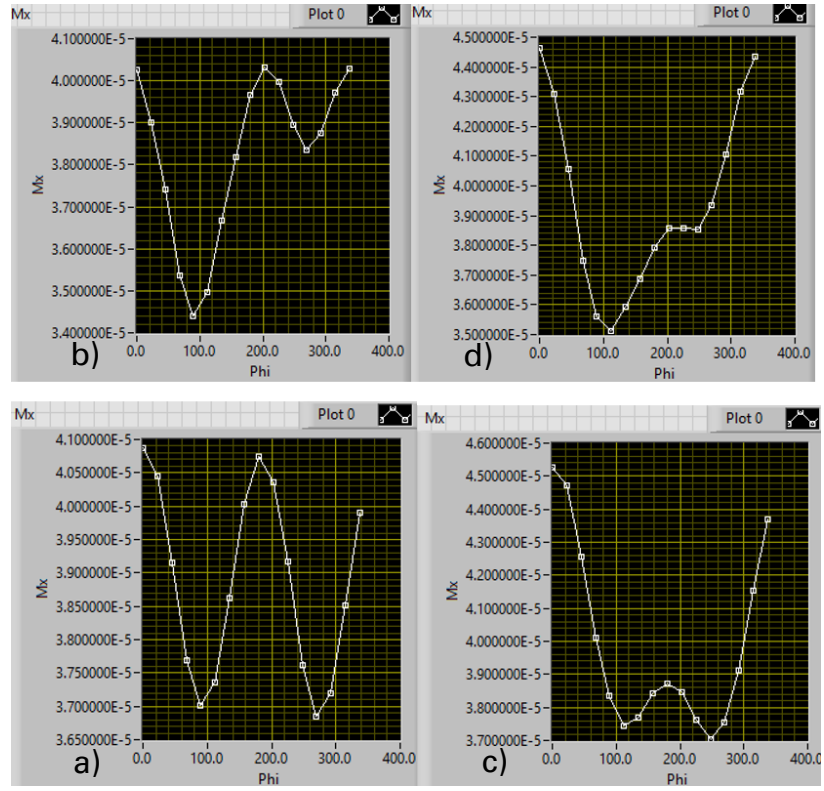 Mx Plot 0
4.100000E-5
4.000000E-5
3.900000E-5
3.800000E-5
3.700000E-5
3.600000E-5
3.500000E-5
3.400000E-5
Mx
0.0 100.0 200.0 300.0 400.0
Phi
b)
Mx Plot 0
4.500000E-5
4.400000E-5
4.300000E-5
4.200000E-5
4.100000E-5
4.000000E-5
3.900000E-5
3.800000E-5
3.700000E-5
3.600000E-5
3.500000E-5
Mx
0.0 100.0 200.0 300.0 400.0
Phi
d)
Mx Plot 0
4.100000E-5
4.050000E-5
4.000000E-5
3.950000E-5
3.900000E-5
3.850000E-5
3.800000E-5
3.750000E-5
3.700000E-5
3.650000E-5
Mx
0.0 100.0 200.0 300.0 400.0
Phi
a)
Mx Plot 0
4.600000E-5
4.500000E-5
4.400000E-5
4.300000E-5
4.200000E-5
4.100000E-5
4.000000E-5
3.900000E-5
3.800000E-5
3.700000E-5
Mx
0.0 100.0 200.0 300.0 400.0
Phi
c)